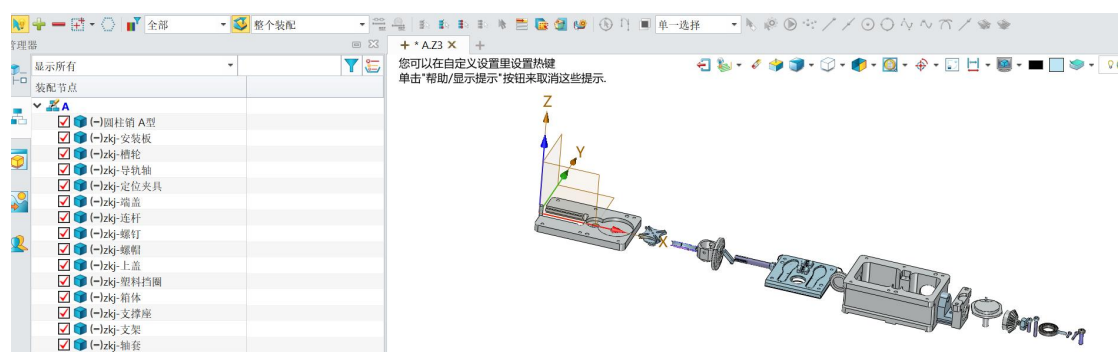 全部
整个装配
单一选择
管理器
* A.Z3
显示所有
装配节点
A
(-)圆柱销 A型
(-)zkj-安装板
(-)zkj-槽轮
(-)zkj-导轨轴
(-)zkj-定位夹具
(-)zkj-端盖
(-)zkj-连杆
(-)zkj-螺钉
(-)zkj-螺帽
(-)zkj-上盖
(-)zkj-塑料挡圈
(-)zkj-箱体
(-)zkj-支撑座
(-)zkj-支架
(-)zkj-轴套
您可以在自定义设置里设置热键
单击"帮助/显示提示"按钮来取消这些提示.
Z
Y
X